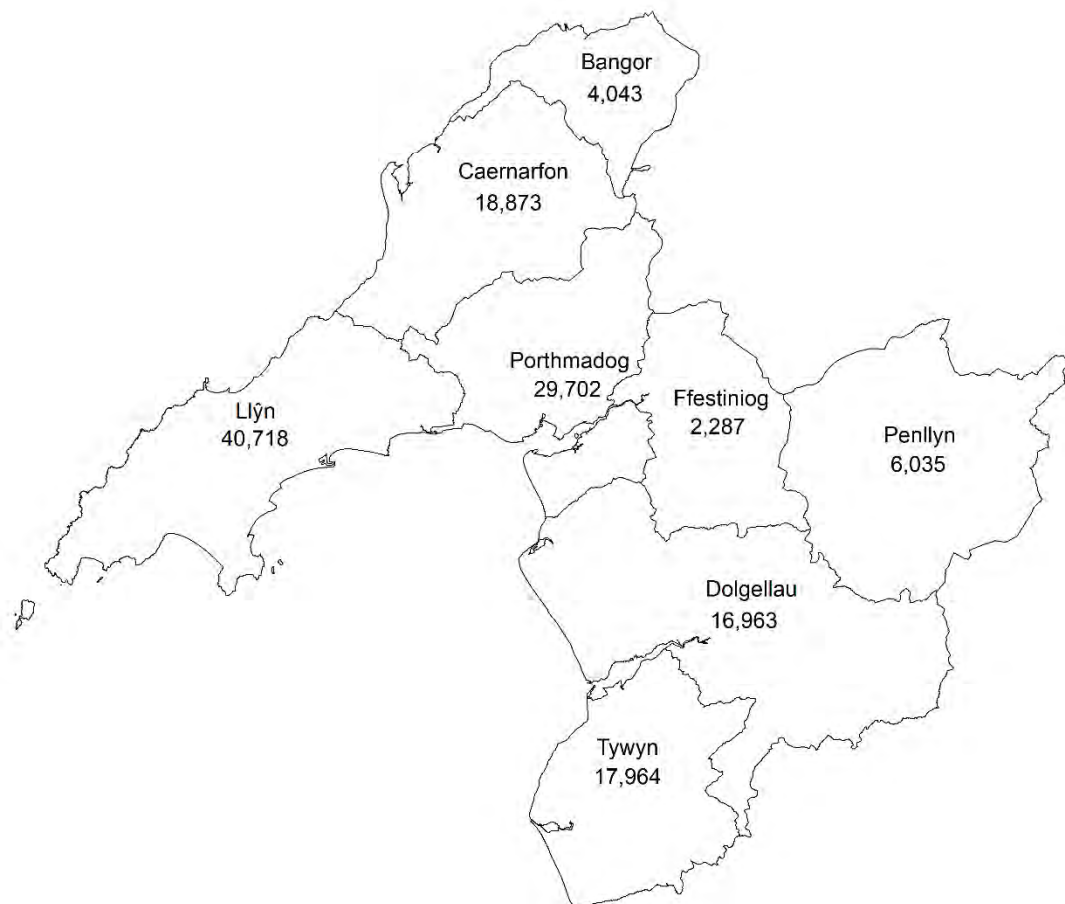 Bangor
4,043
Caernarfon
18,873
Porthmadog
29,702
Ffestiniog
2,287
Llŷn
40,718
Penllyn
6,035
Dolgellau
16,963
Tywyn
17,964